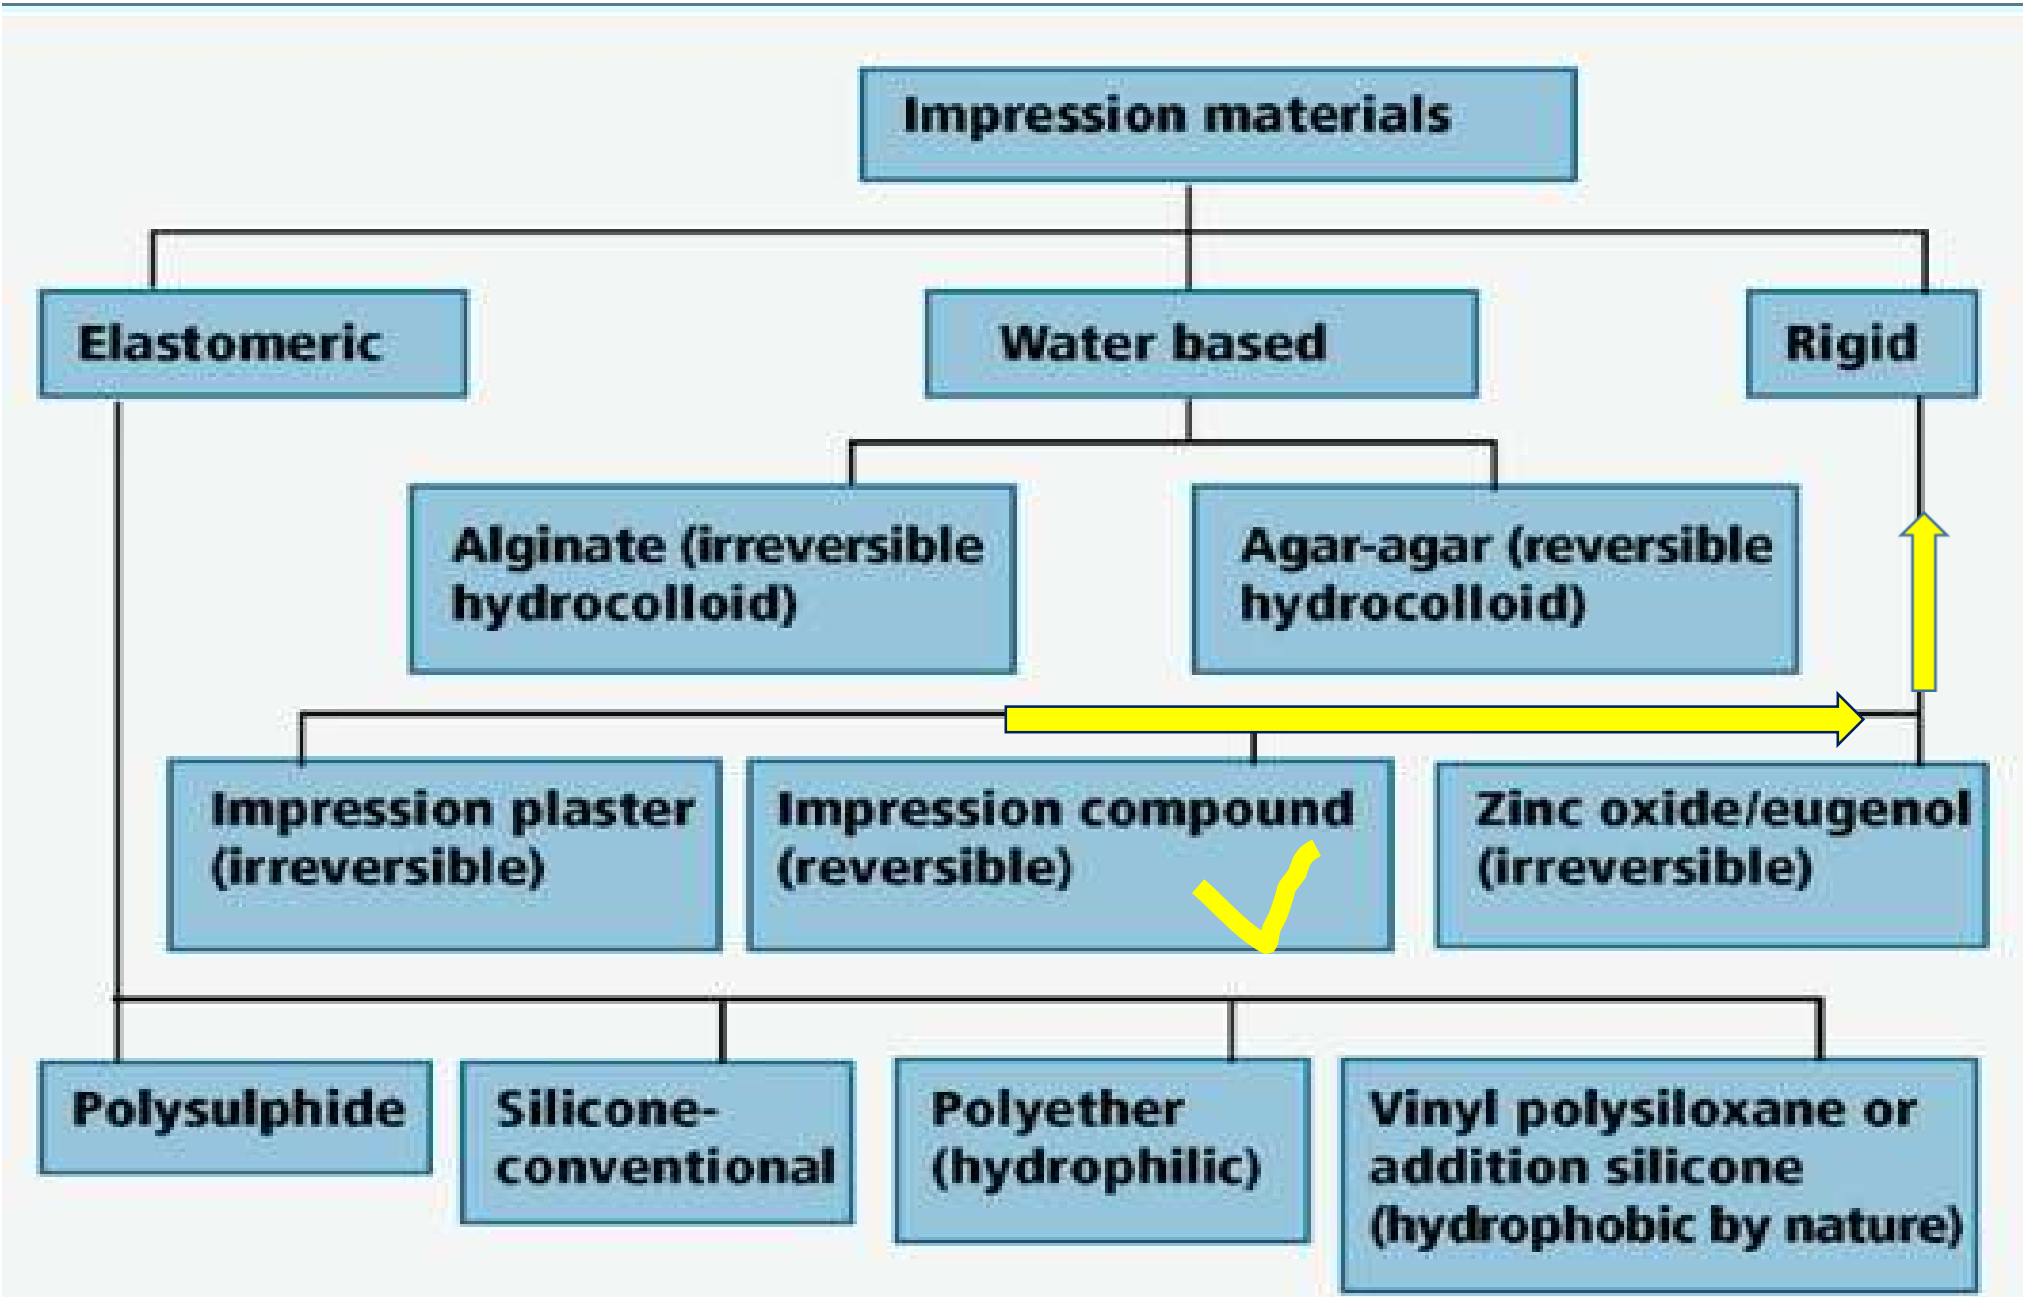 Impression materials
Elastomeric
Water based
Rigid
Alginate (irreversible
hydrocolloid)
Agar-agar (reversible
hydrocolloid)
Impression plaster
(irreversible)
Impression compound
(reversible)
Zinc oxide/eugenol
(irreversible)
Polysulphide
Silicone-
conventional
Polyether
(hydrophilic)
Vinyl polysiloxane or
addition silicone
(hydrophobic by nature)